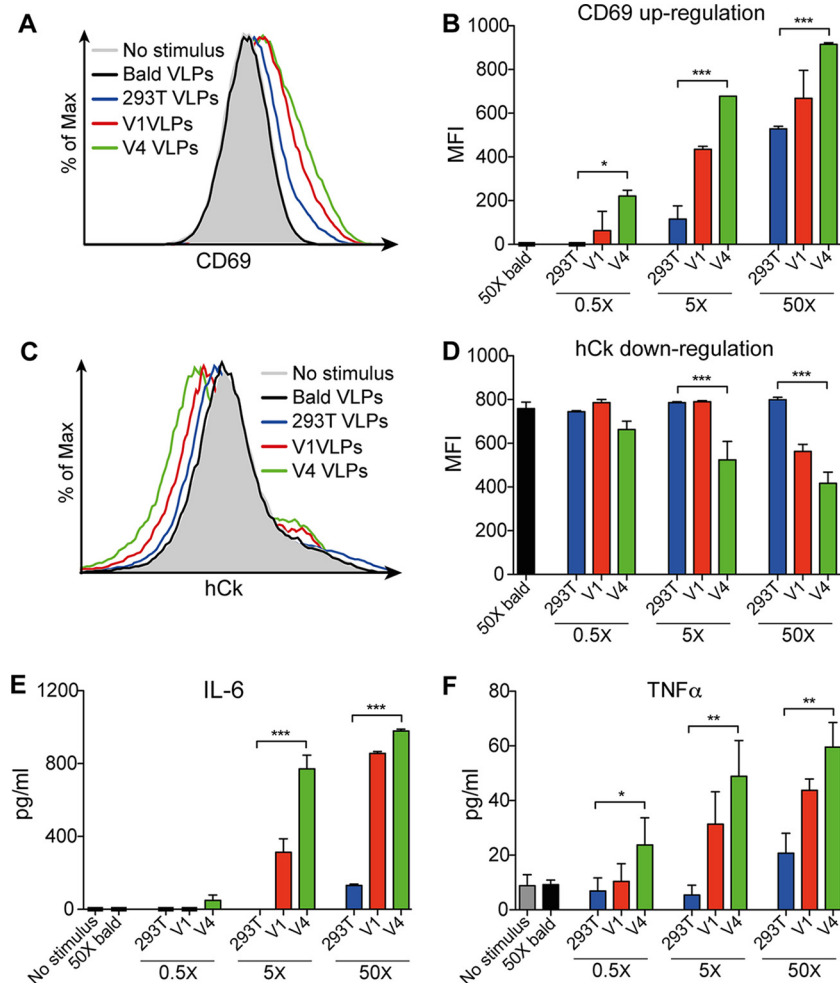 A
% of Max
No stimulus
Bald VLPs
293T VLPs
V1VLPs
V4 VLPs
CD69
B
CD69 up-regulation
MFI
1000
800
600
400
200
0
***
***
*
50X bald
293T
V1
V4
293T
V1
V4
293T
V1
V4
0.5X
5X
50X
C
% of Max
No stimulus
Bald VLPs
293T VLPs
V1VLPs
V4 VLPs
hCk
D
hCk down-regulation
MFI
1000
800
600
400
200
0
***
***
50X bald
293T
V1
V4
293T
V1
V4
293T
V1
V4
0.5X
5X
50X
E
IL-6
pg/ml
1200
800
400
0
***
***
No stimulus
50X bald
293T
V1
V4
293T
V1
V4
293T
V1
V4
0.5X
5X
50X
F
TNFα
pg/ml
80
60
40
20
0
*
**
**
No stimulus
50X bald
293T
V1
V4
293T
V1
V4
293T
V1
V4
0.5X
5X
50X